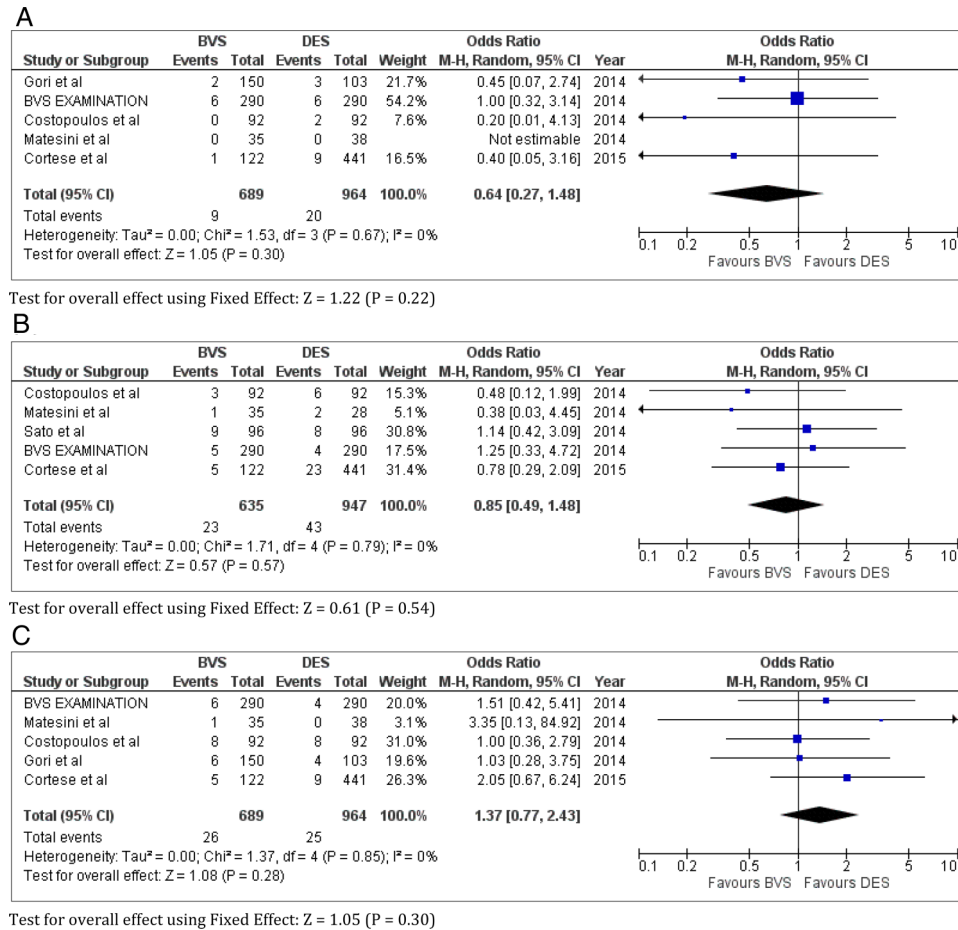 A
BVS DES Odds Ratio Odds Ratio
Study or Subgroup Events Total Events Total Weight M-H, Random, 95% CI Year M-H, Random, 95% CI
Gori et al 2 150 3 103 21.7% 0.45 [0.07, 2.74] 2014
BVS EXAMINATION 6 290 6 290 54.2% 1.00 [0.32, 3.14] 2014
Costopoulos et al 0 92 2 92 7.6% 0.20 [0.01, 4.13] 2014
Matesini et al 0 35 0 38 Not estimable 2014
Cortese et al 1 122 9 441 16.5% 0.40 [0.05, 3.16] 2015
Total (95% CI) 689 964 100.0% 0.64 [0.27, 1.48]
Total events 9 20
Heterogeneity: Tau² = 0.00; Chi² = 1.53, df = 3 (P = 0.67); I² = 0%
Test for overall effect: Z = 1.05 (P = 0.30)
0.1 0.2 0.5 1 2 5 10
Favours BVS Favours DES
Test for overall effect using Fixed Effect: Z = 1.22 (P = 0.22)
B
BVS DES Odds Ratio Odds Ratio
Study or Subgroup Events Total Events Total Weight M-H, Random, 95% CI Year M-H, Random, 95% CI
Costopoulos et al 3 92 6 92 15.3% 0.48 [0.12, 1.99] 2014
Matesini et al 1 35 2 28 5.1% 0.38 [0.03, 4.45] 2014
Sato et al 9 96 8 96 30.8% 1.14 [0.42, 3.09] 2014
BVS EXAMINATION 5 290 4 290 17.5% 1.25 [0.33, 4.72] 2014
Cortese et al 5 122 23 441 31.4% 0.78 [0.29, 2.09] 2015
Total (95% CI) 635 947 100.0% 0.85 [0.49, 1.48]
Total events 23 43
Heterogeneity: Tau² = 0.00; Chi² = 1.71, df = 4 (P = 0.79); I² = 0%
Test for overall effect: Z = 0.57 (P = 0.57)
0.1 0.2 0.5 1 2 5 10
Favours BVS Favours DES
Test for overall effect using Fixed Effect: Z = 0.61 (P = 0.54)
C
BVS DES Odds Ratio Odds Ratio
Study or Subgroup Events Total Events Total Weight M-H, Random, 95% CI Year M-H, Random, 95% CI
BVS EXAMINATION 6 290 4 290 20.0% 1.51 [0.42, 5.41] 2014
Matesini et al 1 35 0 38 3.1% 3.35 [0.13, 84.92] 2014
Costopoulos et al 8 92 8 92 31.0% 1.00 [0.36, 2.79] 2014
Gori et al 6 150 4 103 19.6% 1.03 [0.28, 3.75] 2014
Cortese et al 5 122 9 441 26.3% 2.05 [0.67, 6.24] 2015
Total (95% CI) 689 964 100.0% 1.37 [0.77, 2.43]
Total events 26 25
Heterogeneity: Tau² = 0.00; Chi² = 1.37, df = 4 (P = 0.85); I² = 0%
Test for overall effect: Z = 1.08 (P = 0.28)
0.1 0.2 0.5 1 2 5 10
Favours BVS Favours DES
Test for overall effect using Fixed Effect: Z = 1.05 (P = 0.30)